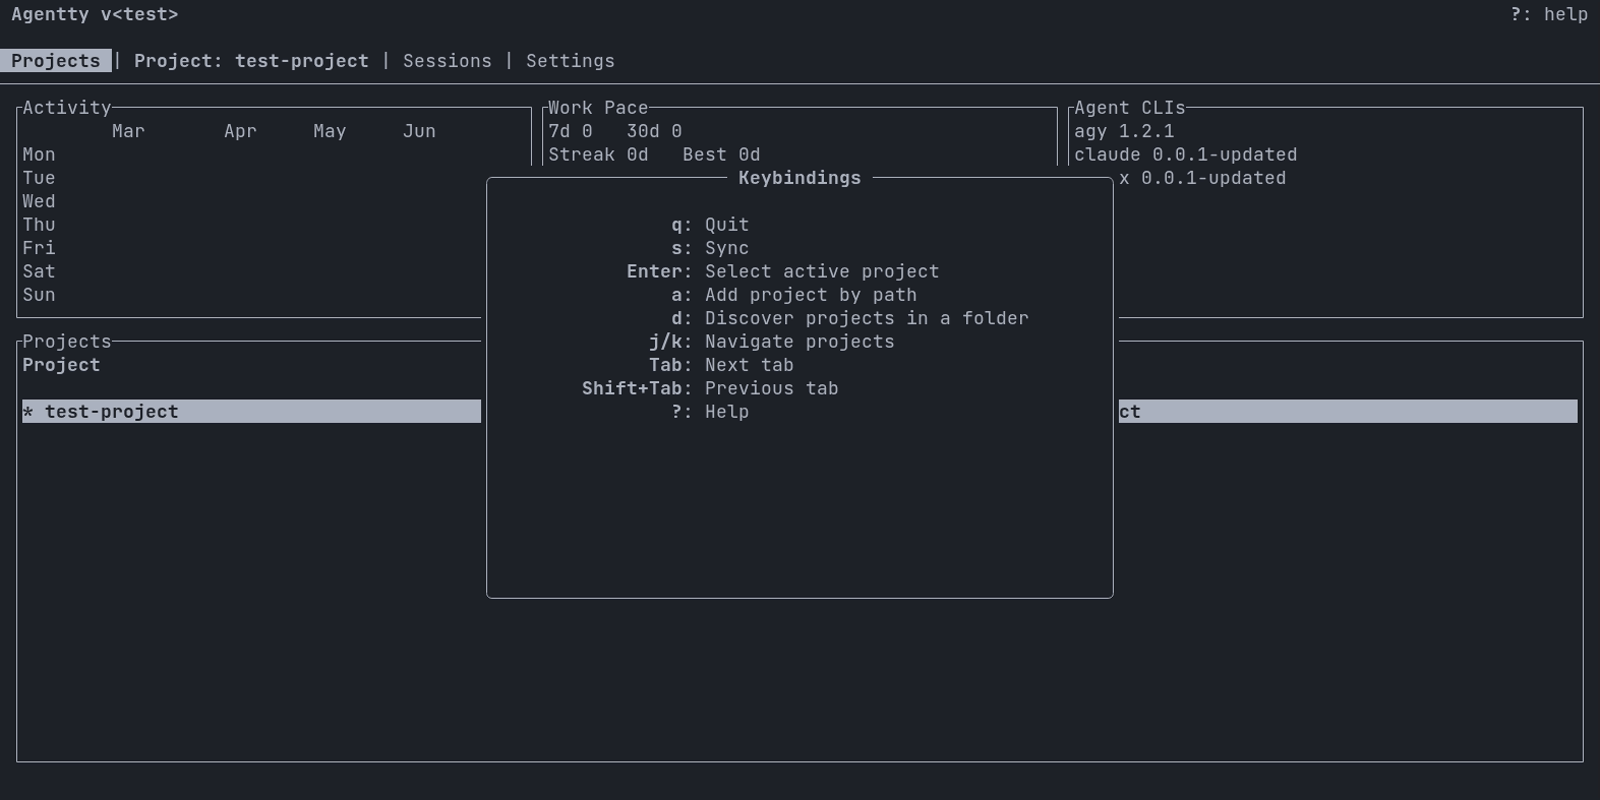 Agentty v<test> ?: help
Projects | Project: test-project | Sessions | Settings
Activity
Mar Apr May Jun
Mon
Tue
Wed
Thu
Fri
Sat
Sun
Work Pace
7d 0 30d 0
Streak 0d Best 0d
Agent CLIs
agy 1.2.1
claude 0.0.1-updated
x 0.0.1-updated
Keybindings
q: Quit
s: Sync
Enter: Select active project
a: Add project by path
d: Discover projects in a folder
j/k: Navigate projects
Tab: Next tab
Shift+Tab: Previous tab
?: Help
Projects
Project
* test-project
ct